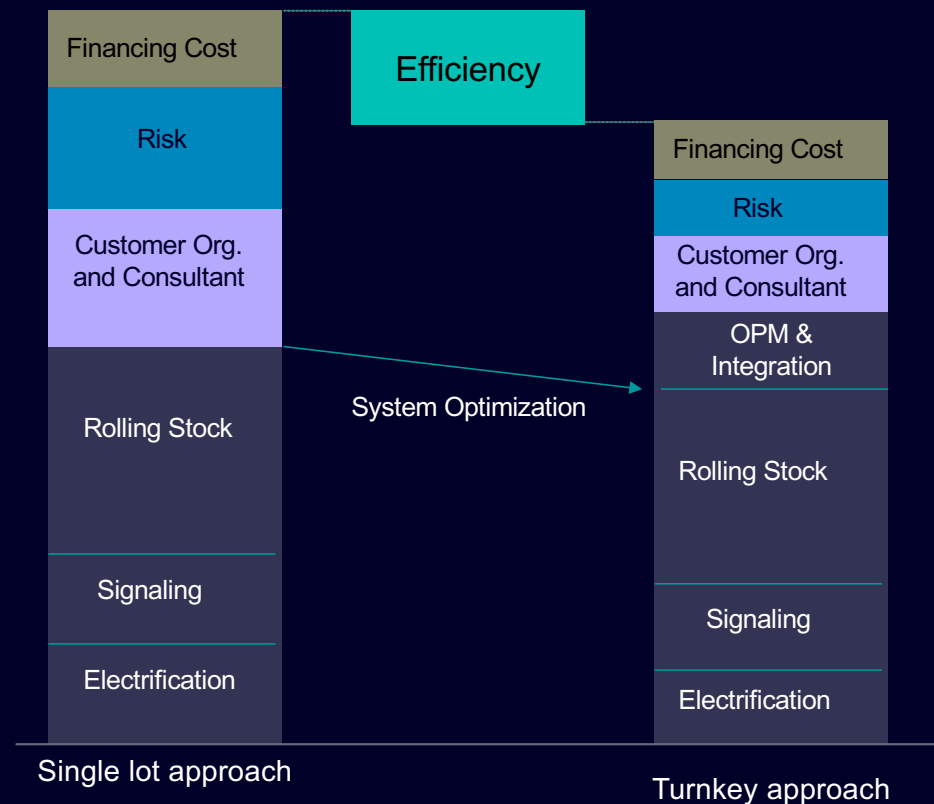 Financing Cost
Risk
Customer Org.
and Consultant
Rolling Stock
Signaling
Electrification
Single lot approach
Efficiency
System Optimization
Financing Cost
Risk
Customer Org.
and Consultant
OPM &
Integration
Rolling Stock
Signaling
Electrification
Turnkey approach